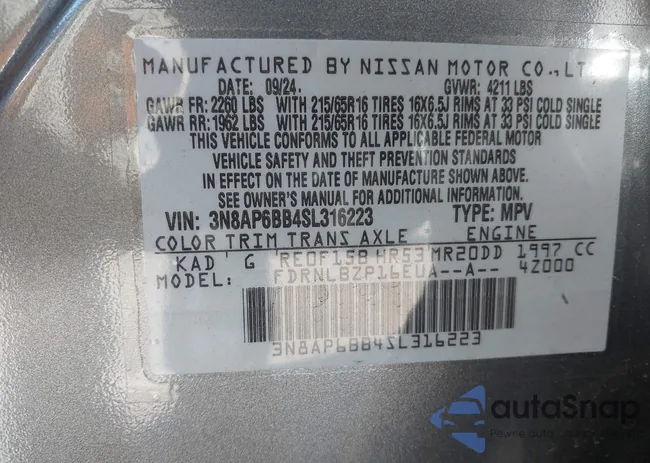 MANUFACTURED BY NISSAN MOTOR CO., LT
DATE: 09/24. GVWR: 4211 LBS
GAWR FR: 2260 LBS WITH 215/65R16 TIRES 16X6.5J RIMS AT 33 PSI COLD SINGLE
GAWR RR: 1962 LBS WITH 215/65R16 TIRES 16X6.5J RIMS AT 33 PSI COLD SINGLE
THIS VEHICLE CONFORMS TO ALL APPLICABLE FEDERAL MOTOR
VEHICLE SAFETY AND THEFT PREVENTION STANDARDS
IN EFFECT ON THE DATE OF MANUFACTURE SHOWN ABOVE.
SEE OWNER'S MANUAL FOR ADDITIONAL INFORMATION.
VIN: 3N8AP6BB4SL316223 TYPE: MPV
COLOR TRIM TRANS AXLE ENGINE
KAD G RE0F15B HR53 MR20DD 1997 CC
MODEL: FDRNLBZP16EUA--A-- 4Z000
3N8AP6BB4SL316223
autaSnap